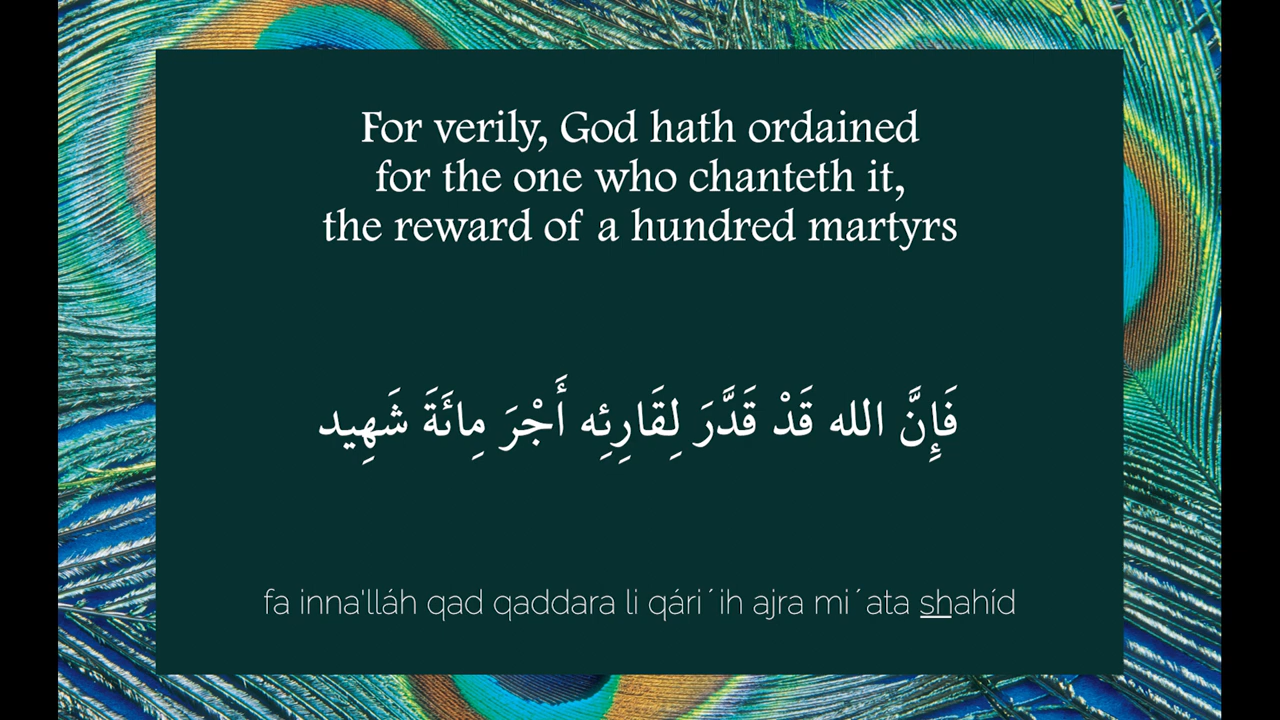 For verily, God hath ordained
for the one who chanteth it,
the reward of a hundred martyrs
فَإِنَّ الله قَدْ قَدَّرَ لِقَارِئِه أَجْرَ مِائَةَ شَهِيد
fa inna'lláh qad qaddara li qári´ih ajra mi´ata shahíd